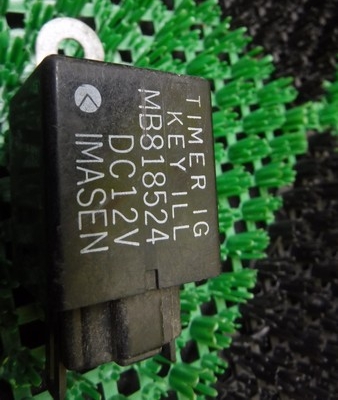 TIMER IG
KEY ILL
MB818524
DC12V
IMASEN